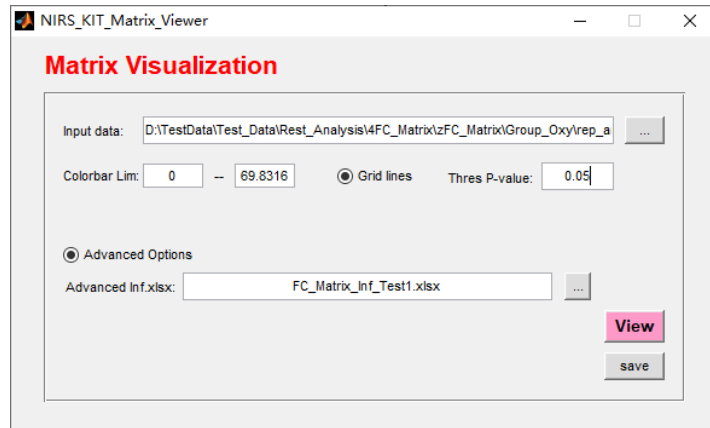 NIRS_KIT_Matrix_Viewer
Matrix Visualization
Input data: D:\TestData\Test_Data\Rest_Analysis\4FC_Matrix\zFC_Matrix\Group_Oxy\rep_a ...
Colorbar Lim: 0 -- 69.8316 Grid lines Thres P-value: 0.05
Advanced Options
Advanced Inf.xlsx: FC_Matrix_Inf_Test1.xlsx ...
View
save